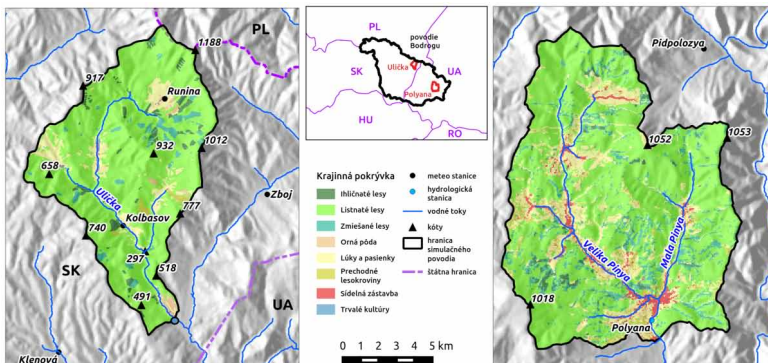 PL
1188
917
Runina
932
1012
658
Ulička
Kolbasov
777
Zboj
740
297
518
SK
491
UA
Klenová
PL
povodie
Bodrogu
SK
Ulička
UA
Polyana
HU
RO
Krajinná pokrývka
Ihličnaté lesy
Listnaté lesy
Zmiešané lesy
Orná pôda
Lúky a pasienky
Prechodné
lesokroviny
Sídelná zástavba
Trvalé kultúry
meteo stanice
hydrologická
stanica
vodné toky
kóty
hranica
simulačného
povodia
štátna hranica
0 1 2 3 4 5 km
Pidpolozya
1052
1053
Velika Pinya
Mala Pinya
1018
Polyana